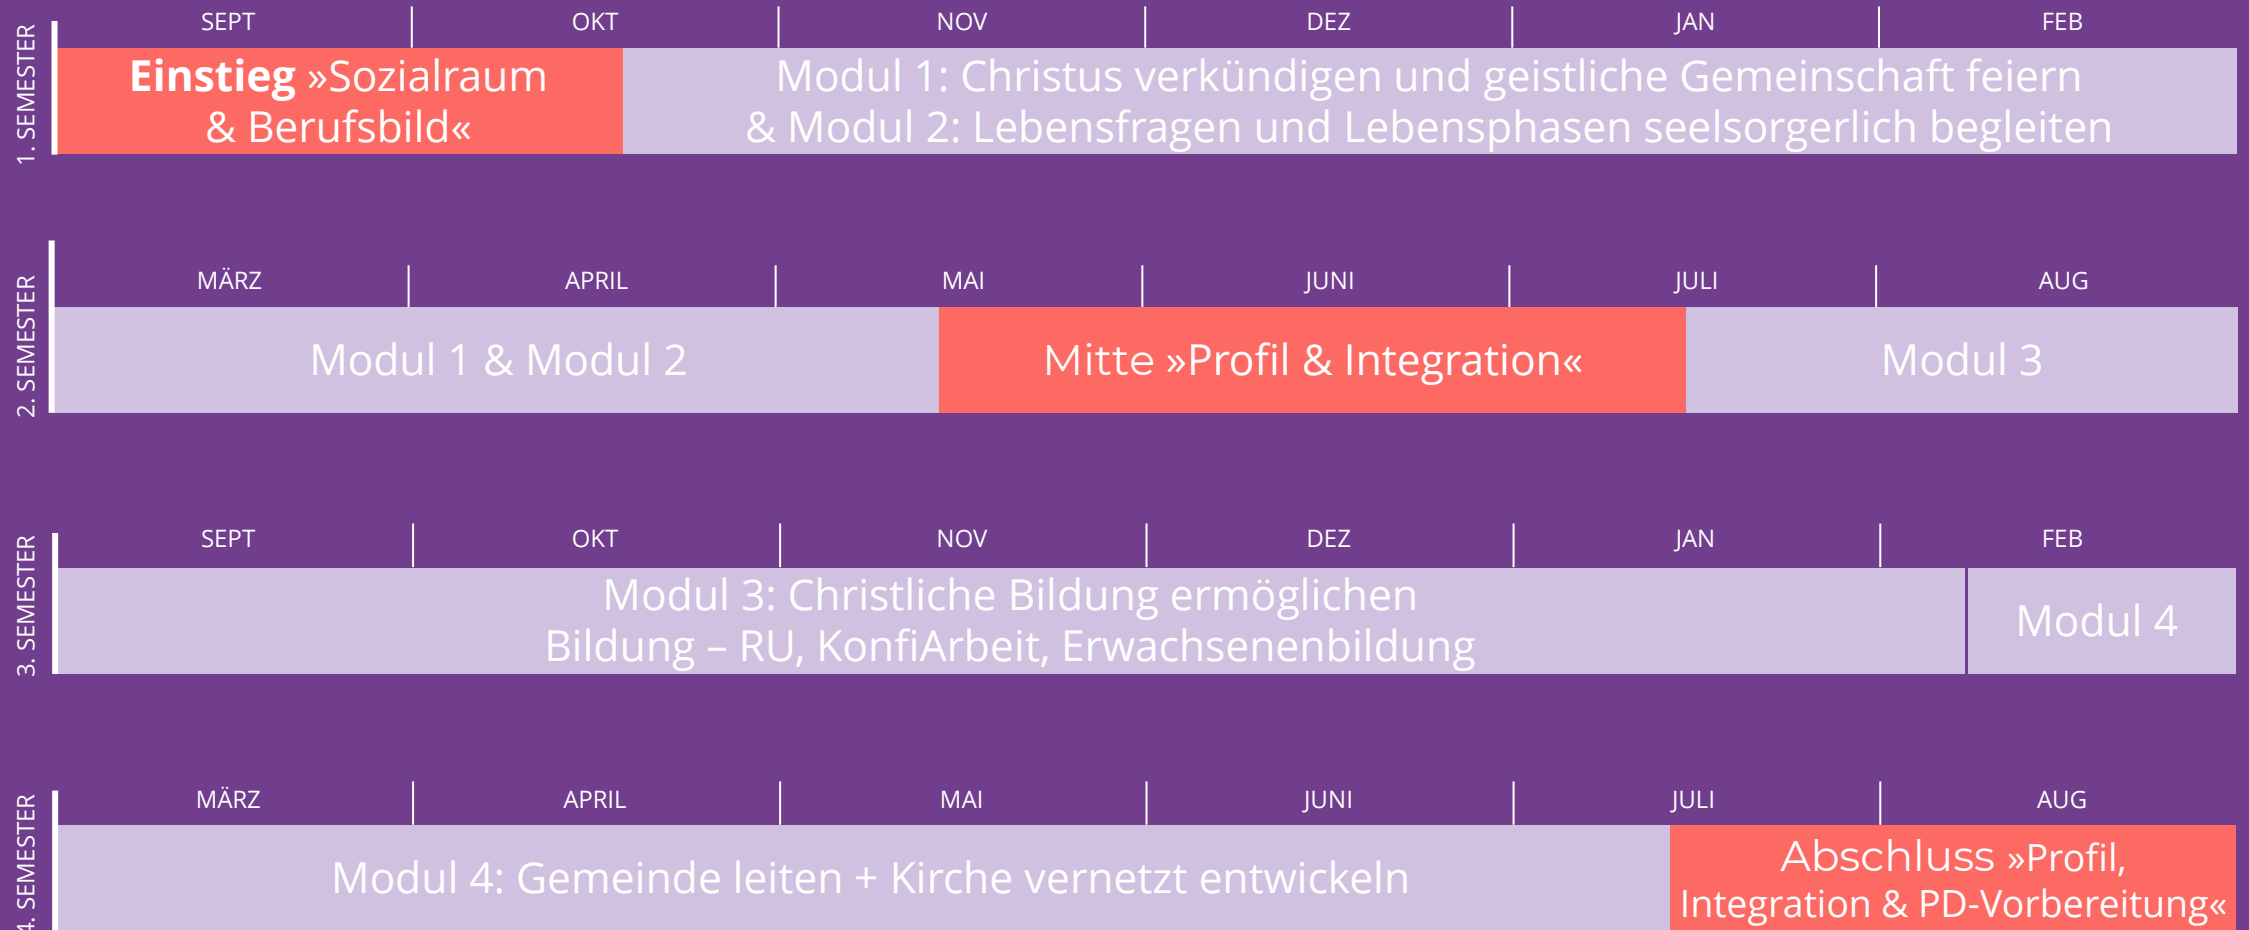 1. SEMESTER
SEPT OKT NOV DEZ JAN FEB
Einstieg »Sozialraum
& Berufsbild«
Modul 1: Christus verkündigen und geistliche Gemeinschaft feiern
& Modul 2: Lebensfragen und Lebensphasen seelsorgerlich begleiten
2. SEMESTER
MÄRZ APRIL MAI JUNI JULI AUG
Modul 1 & Modul 2
Mitte »Profil & Integration«
Modul 3
3. SEMESTER
SEPT OKT NOV DEZ JAN FEB
Modul 3: Christliche Bildung ermöglichen
Bildung – RU, KonfiArbeit, Erwachsenenbildung
Modul 4
4. SEMESTER
MÄRZ APRIL MAI JUNI JULI AUG
Modul 4: Gemeinde leiten + Kirche vernetzt entwickeln
Abschluss »Profil,
Integration & PD-Vorbereitung«